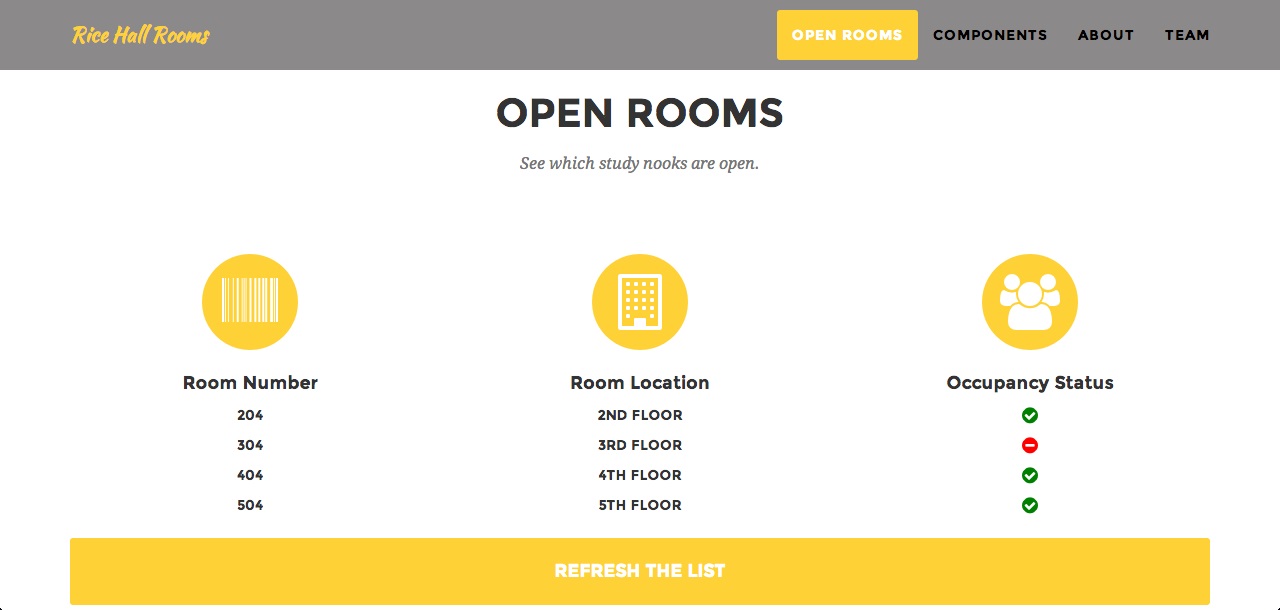 Rice Hall Rooms
OPEN ROOMS COMPONENTS ABOUT TEAM
OPEN ROOMS
See which study nooks are open.
Room Number Room Location Occupancy Status
204 2ND FLOOR
304 3RD FLOOR
404 4TH FLOOR
504 5TH FLOOR
REFRESH THE LIST